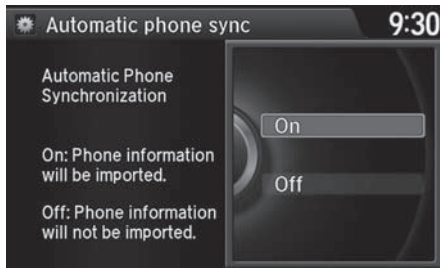 Automatic phone sync
9:30
Automatic Phone
Synchronization
On: Phone information
will be imported.
Off: Phone information
will not be imported.
On
Off